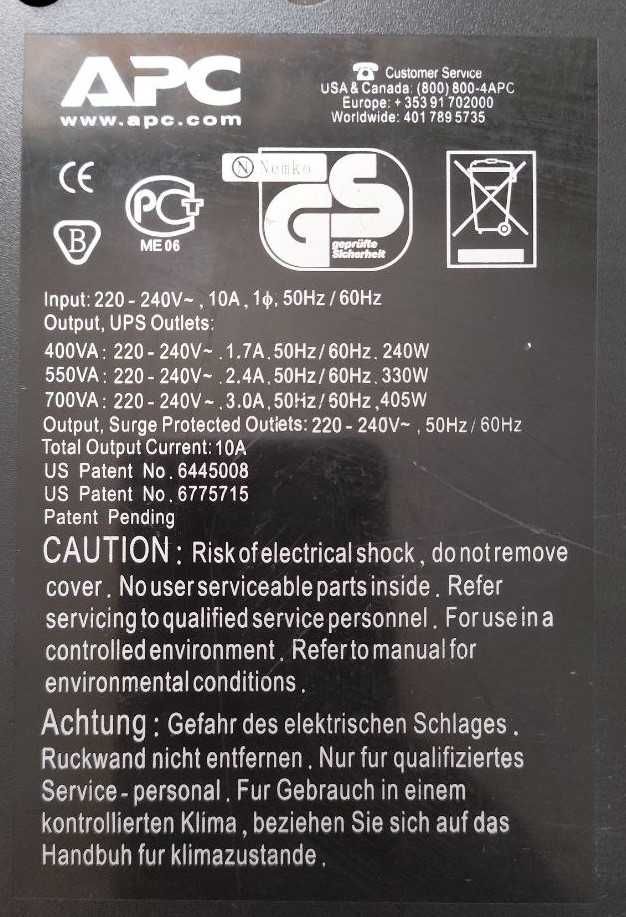 APC
www.apc.com
Customer Service
USA & Canada: (800) 800-4APC
Europe: +353 91 702000
Worldwide: 401 789 5735
CE
PCT
ME 06
B
N Nemko
GS
geprüfte
Sicherheit
Input: 220 - 240V~ , 10A , 1ϕ, 50Hz / 60Hz
Output, UPS Outlets:
400VA : 220 - 240V~ . 1.7A. 50Hz / 60Hz. 240W
550VA : 220 - 240V~ . 2.4A. 50Hz / 60Hz. 330W
700VA : 220 - 240V~ . 3.0A, 50Hz / 60Hz ,405W
Output, Surge Protected Outlets: 220 - 240V~ , 50Hz / 60Hz
Total Output Current: 10A
US Patent No. 6445008
US Patent No. 6775715
Patent Pending
CAUTION : Risk of electrical shock , do not remove
cover . No user serviceable parts inside . Refer
servicing to qualified service personnel . For use in a
controlled environment . Refer to manual for
environmental conditions .
Achtung : Gefahr des elektrischen Schlages .
Ruckwand nicht entfernen . Nur fur qualifiziertes
Service - personal . Fur Gebrauch in einem
kontrollierten Klima , beziehen Sie sich auf das
Handbuh fur klimazustande .